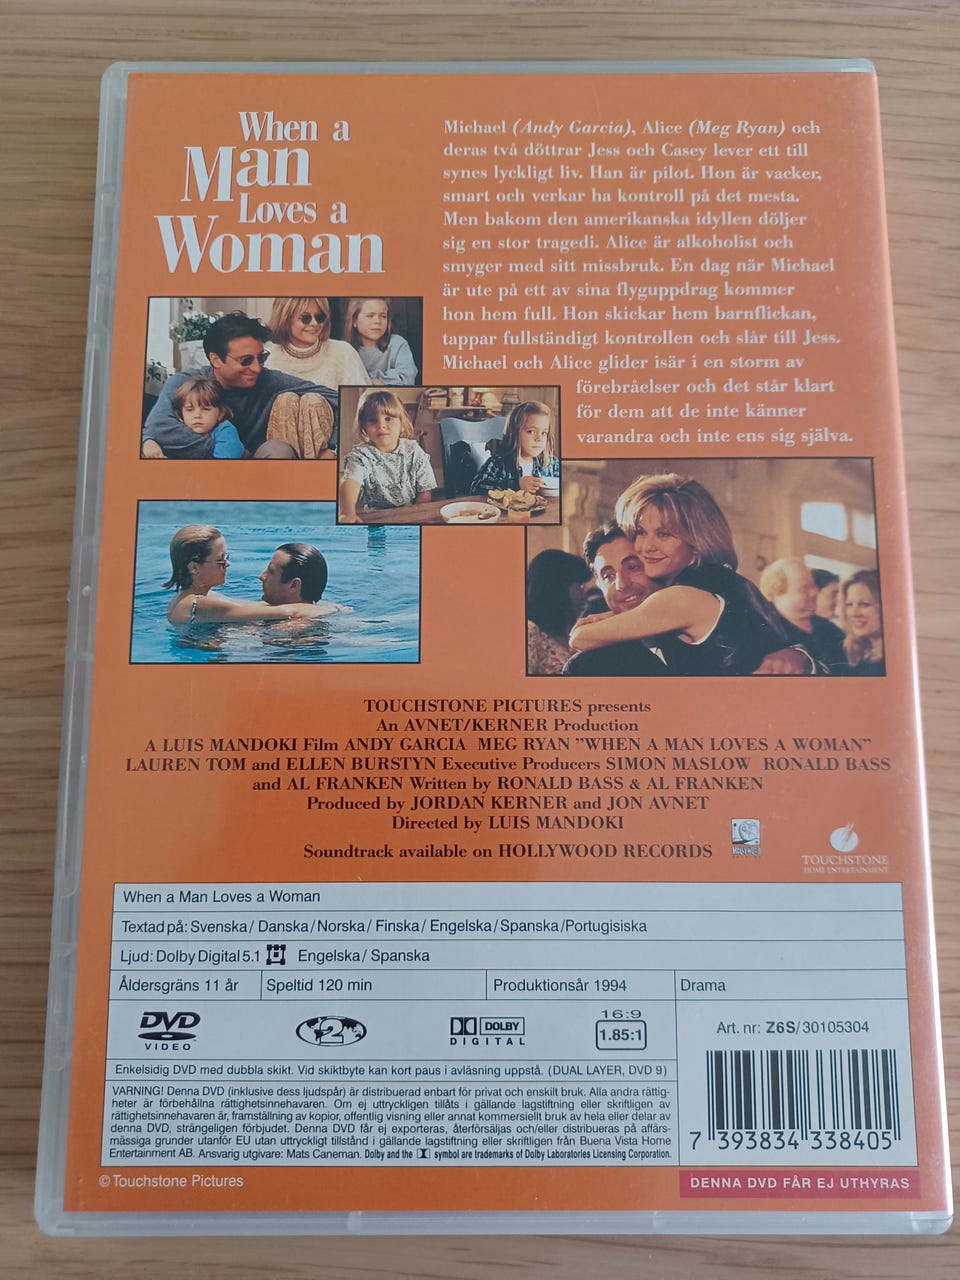 When a
Man
Loves a
Woman
Michael (Andy Garcia), Alice (Meg Ryan) och
deras två döttrar Jess och Casey lever ett till
synes lyckligt liv. Han är pilot. Hon är vacker,
smart och verkar ha kontroll på det mesta.
Men bakom den amerikanska idyllen döljer
sig en stor tragedi. Alice är alkoholist och
smyger med sitt missbruk. En dag när Michael
är ute på ett av sina flyguppdrag kommer
hon hem full. Hon skickar hem barnflickan,
tappar fullständigt kontrollen och slår till Jess.
Michael och Alice glider isär i en storm av
förebråelser och det står klart
för dem att de inte känner
varandra och inte ens sig själva.
TOUCHSTONE PICTURES presents
An AVNET/KERNER Production
A LUIS MANDOKI Film ANDY GARCIA MEG RYAN "WHEN A MAN LOVES A WOMAN"
LAUREN TOM and ELLEN BURSTYN Executive Producers SIMON MASLOW RONALD BASS
and AL FRANKEN Written by RONALD BASS & AL FRANKEN
Produced by JORDAN KERNER and JON AVNET
Directed by LUIS MANDOKI
Soundtrack available on HOLLYWOOD RECORDS
HOLLYWOOD
TOUCHSTONE
HOME ENTERTAINMENT
When a Man Loves a Woman
Textad på: Svenska/ Danska/Norska/ Finska/ Engelska/Spanska/Portugisiska
Ljud: Dolby Digital 5.1 Engelska/ Spanska
Åldersgräns 11 år Speltid 120 min Produktionsår 1994 Drama
DVD
VIDEO
2
DOLBY
DIGITAL
16:9
1.85:1
Art. nr: Z6S/30105304
Enkelsidig DVD med dubbla skikt. Vid skiktbyte kan kort paus i avläsning uppstå. (DUAL LAYER, DVD 9)
VARNING! Denna DVD (inklusive dess ljudspår) är distribuerad enbart för privat och enskilt bruk. Alla andra rättig-
heter är förbehållna rättighetsinnehavaren. Om ej uttryckligen tillåts i gällande lagstiftning eller skriftligen av
rättighetsinnehavaren är, framställning av kopior, offentlig visning eller annat kommersiellt bruk av hela eller delar av
denna DVD, strängeligen förbjudet. Denna DVD får ej exporteras, återförsäljas och/eller distribueras på affärs-
mässiga grunder utanför EU utan uttryckligt tillstånd i gällande lagstiftning eller skriftligen från Buena Vista Home
Entertainment AB. Ansvarig utgivare: Mats Caneman. Dolby and the symbol are trademarks of Dolby Laboratories Licensing Corporation.
7 393834 338405
© Touchstone Pictures
DENNA DVD FÅR EJ UTHYRAS